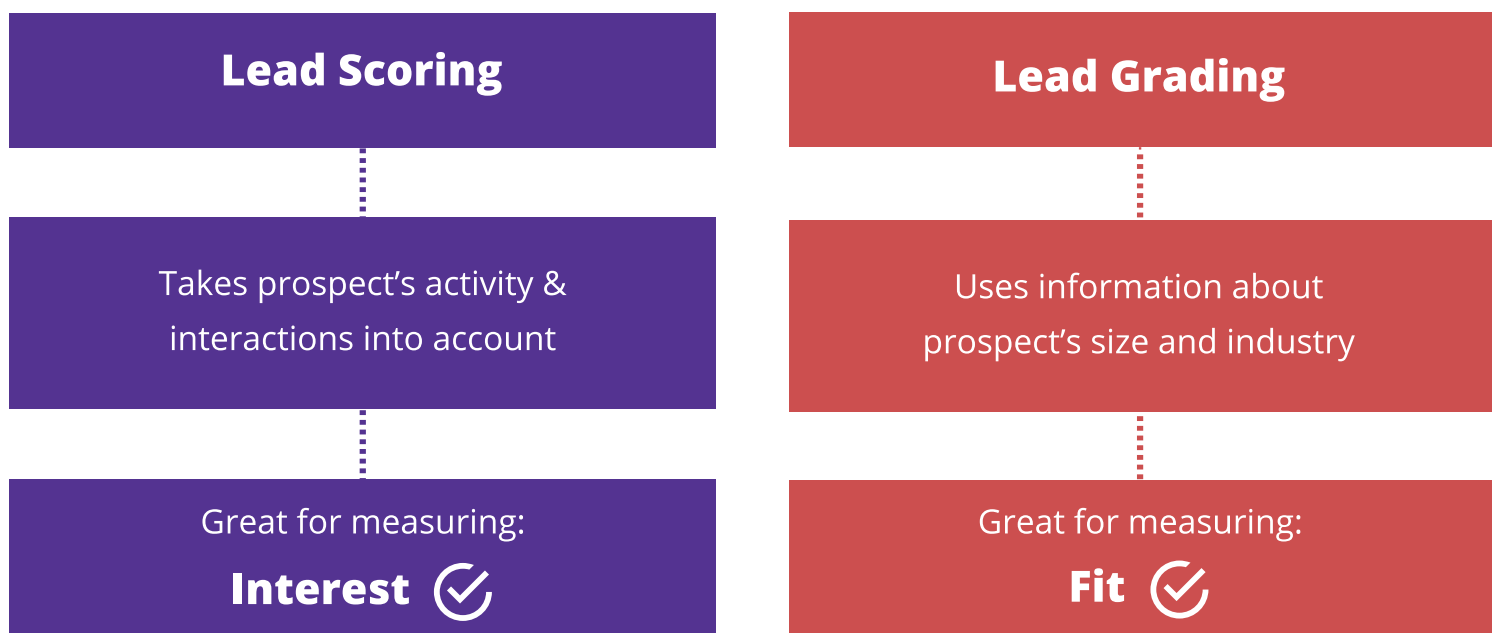 Lead Scoring
Takes prospect’s activity &
interactions into account
Great for measuring:
Interest
Lead Grading
Uses information about
prospect’s size and industry
Great for measuring:
Fit